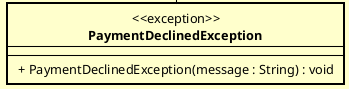 <<exception>>
PaymentDeclinedException
+ PaymentDeclinedException(message : String) : void